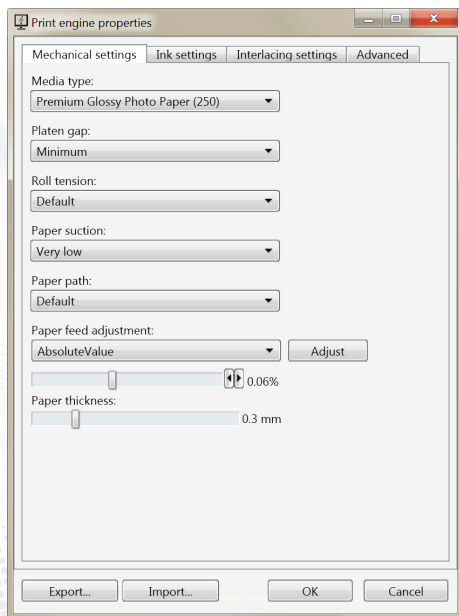 Print engine properties
Mechanical settings Ink settings Interlacing settings Advanced
Media type:
Premium Glossy Photo Paper (250)
Platen gap:
Minimum
Roll tension:
Default
Paper suction:
Very low
Paper path:
Default
Paper feed adjustment:
AbsoluteValue Adjust
0.06%
Paper thickness:
0.3 mm
Export... Import... OK Cancel